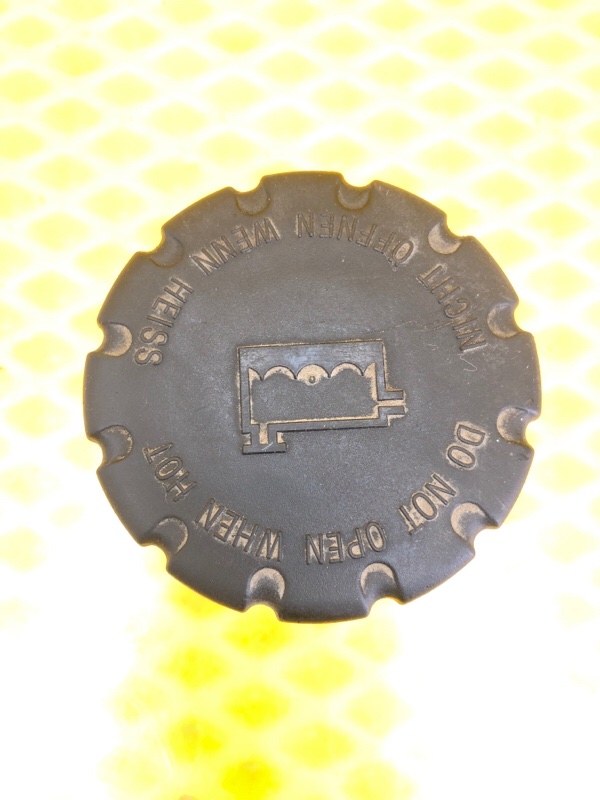 DO NOT OPEN WHEN HOT
NICHT ÖFFNEN WENN HEISS